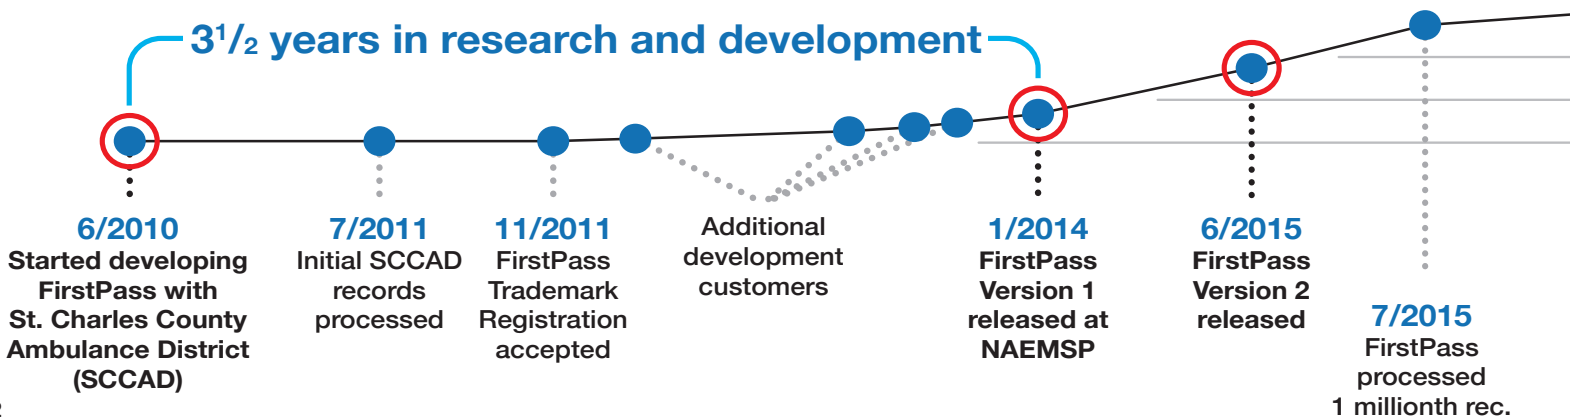 3½ years in research and development
6/2010
Started developing
FirstPass with
St. Charles County
Ambulance District
(SCCAD)
7/2011
Initial SCCAD
records
processed
11/2011
FirstPass
Trademark
Registration
accepted
Additional
development
customers
1/2014
FirstPass
Version 1
released at
NAEMSP
6/2015
FirstPass
Version 2
released
7/2015
FirstPass
processed
1 millionth rec.